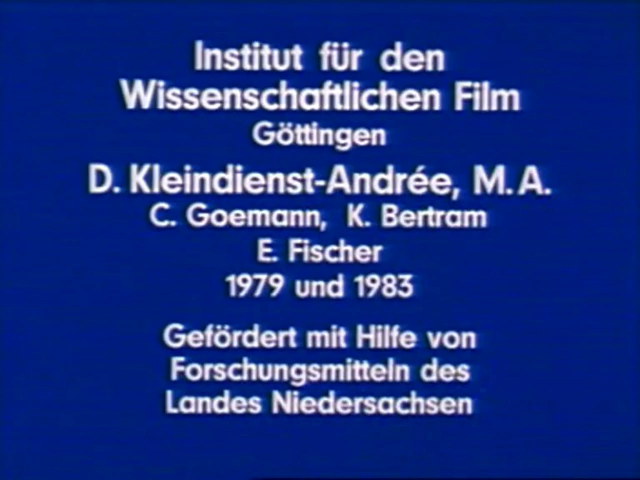 Institut für den
Wissenschaftlichen Film
Göttingen
D. Kleindienst-Andrée, M.A.
C. Goemann, K. Bertram
E. Fischer
1979 und 1983
Gefördert mit Hilfe von
Forschungsmitteln des
Landes Niedersachsen